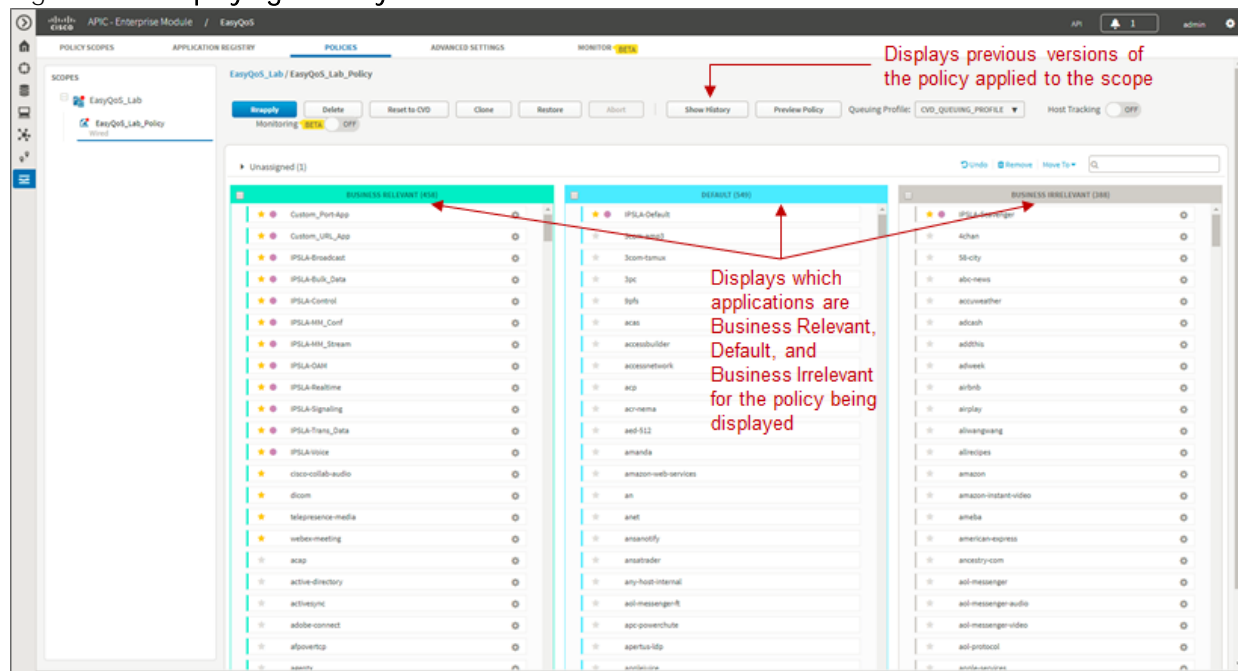 CISCO APIC - Enterprise Module / EasyQoS API 1 admin
POLICY SCOPES APPLICATION REGISTRY POLICIES ADVANCED SETTINGS MONITOR BETA
Displays previous versions of
the policy applied to the scope
SCOPES
EasyQoS_Lab
EasyQoS_Lab_Policy
Wired
EasyQoS_Lab / EasyQoS_Lab_Policy
Reapply Delete Reset to CVD Clone Restore Abort Show History Preview Policy Queuing Profile: CVD_QUEUING_PROFILE Host Tracking OFF
Monitoring BETA OFF
Unassigned (1)
Undo Remove Move To
BUSINESS RELEVANT (458)
Custom_Port-App
Custom_URL_App
IPSLA-Broadcast
IPSLA-Bulk_Data
IPSLA-Control
IPSLA-MM_Conf
IPSLA-MM_Stream
IPSLA-OAM
IPSLA-Realtime
IPSLA-Signaling
IPSLA-Trans_Data
IPSLA-Voice
cisco-collab-audio
dicom
telepresence-media
webex-meeting
acap
active-directory
activesync
adobe-connect
afpovertcp
DEFAULT (549)
IPSLA-Default
3com-amp3
3com-tsmux
3pc
9pfs
acas
accessbuilder
accessnetwork
acp
acr-nema
aed-512
amanda
amazon-web-services
an
anet
ansanotify
ansatrader
any-host-internal
aol-messenger-ft
apc-powerchute
apertus-ldp
applejuice
Displays which
applications are
Business Relevant,
Default, and
Business Irrelevant
for the policy being
displayed
BUSINESS IRRELEVANT (388)
IPSLA-Scavenger
4chan
58-city
abc-news
accuweather
adcash
addthis
adweek
airbnb
airplay
aliwangwang
allrecipes
amazon
amazon-instant-video
ameba
american-express
ancestry-com
aol-messenger
aol-messenger-audio
aol-messenger-video
aol-protocol
apple-services